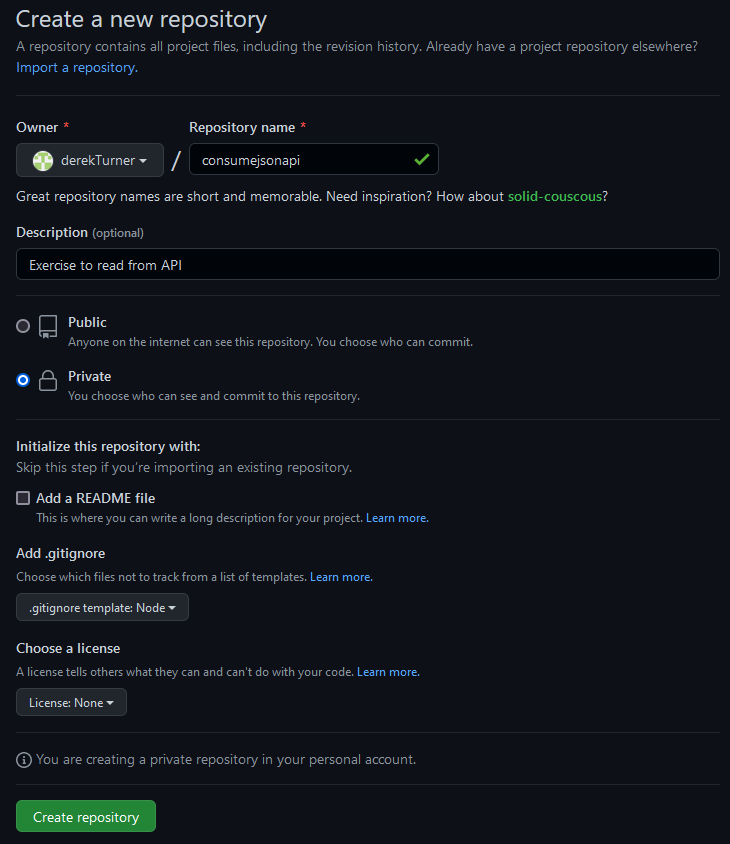 Create a new repository
A repository contains all project files, including the revision history. Already have a project repository elsewhere?
Import a repository.
Owner * Repository name *
derekTurner / consumejsonapi
Great repository names are short and memorable. Need inspiration? How about solid-couscous?
Description (optional)
Exercise to read from API
Public
Anyone on the internet can see this repository. You choose who can commit.
Private
You choose who can see and commit to this repository.
Initialize this repository with:
Skip this step if you're importing an existing repository.
Add a README file
This is where you can write a long description for your project. Learn more.
Add .gitignore
Choose which files not to track from a list of templates. Learn more.
.gitignore template: Node
Choose a license
A license tells others what they can and can't do with your code. Learn more.
License: None
You are creating a private repository in your personal account.
Create repository